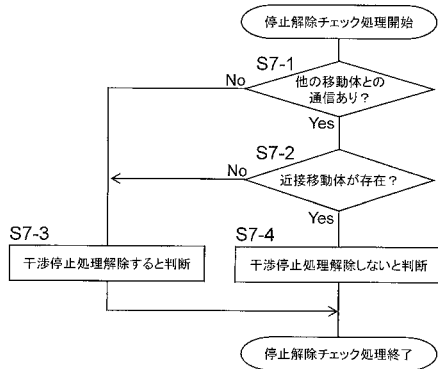 停止解除チェック処理開始
S7-1
No
他の移動体との
通信あり?
Yes
S7-2
No
近接移動体が存在?
Yes
S7-3
S7-4
干渉停止処理解除すると判断
干渉停止処理解除しないと判断
停止解除チェック処理終了